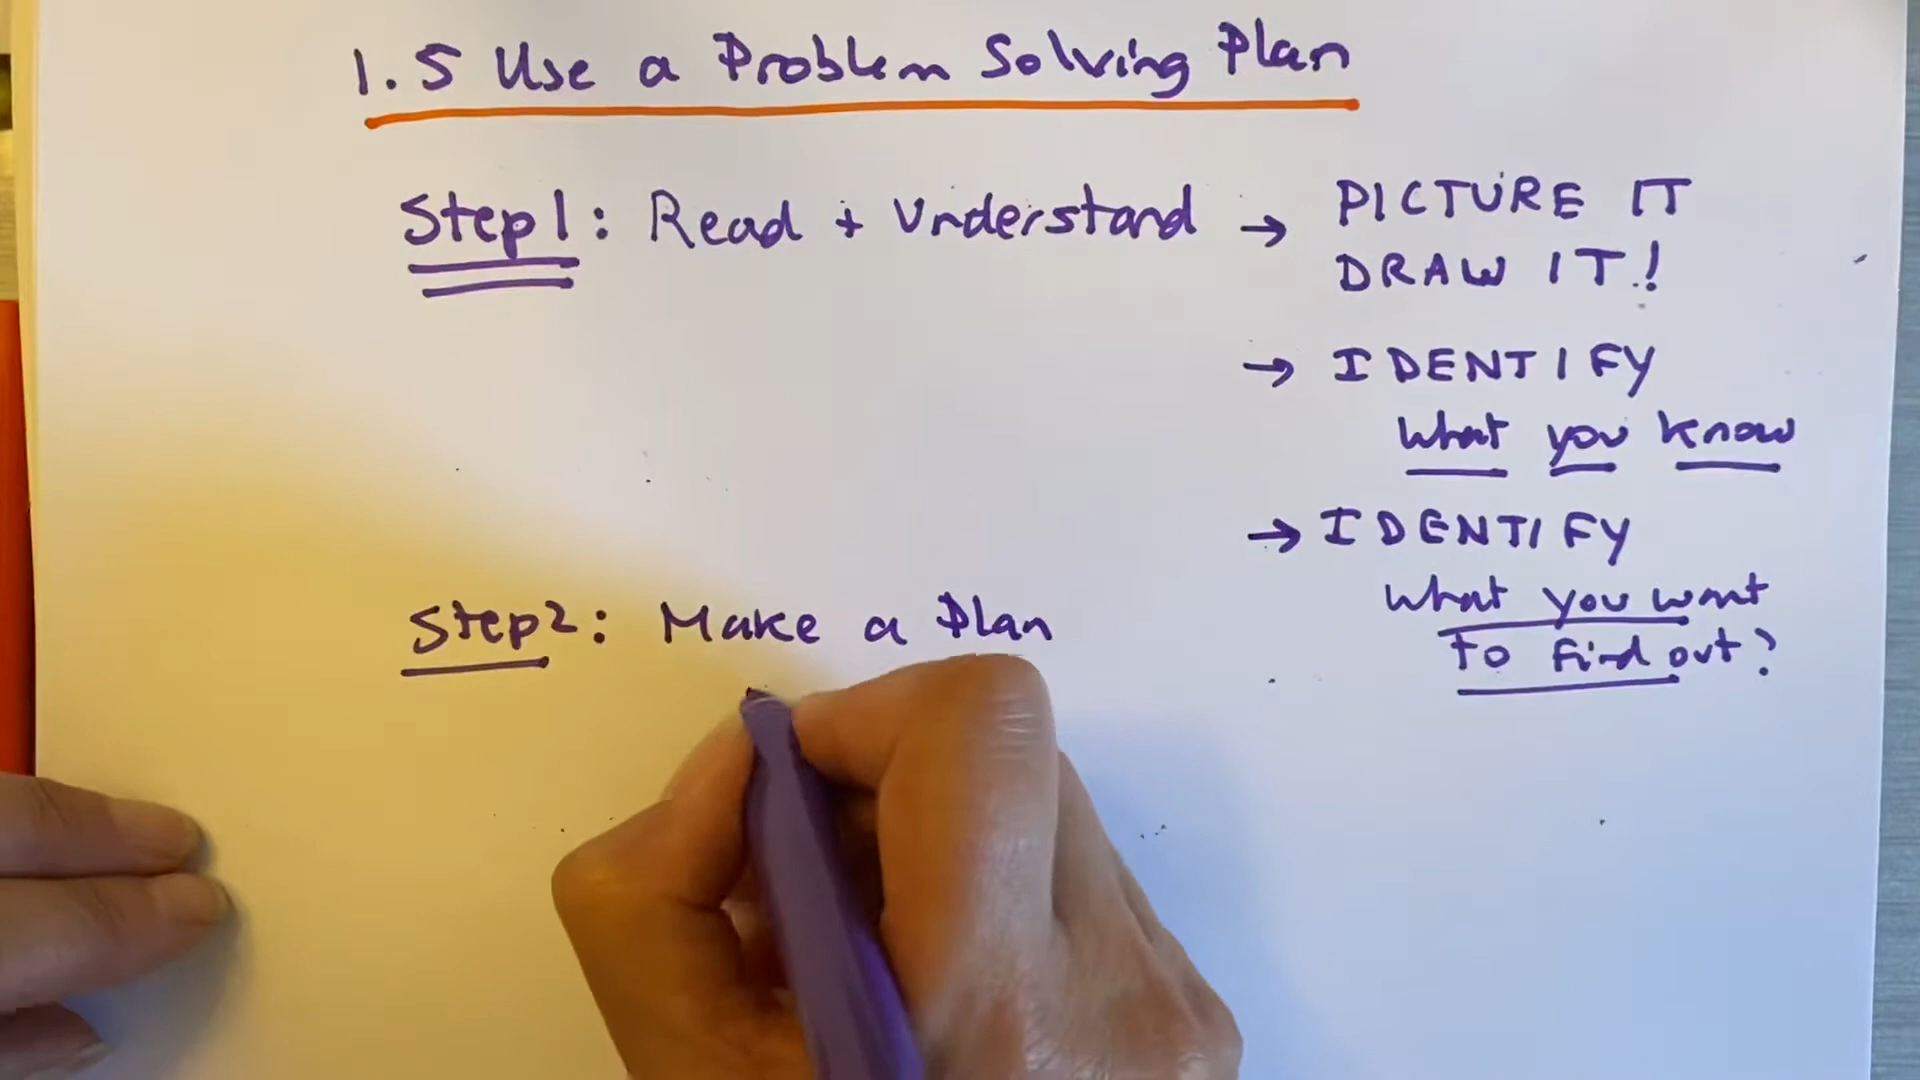 1.5 Use a Problem Solving Plan
Step 1: Read + Understand → PICTURE IT
DRAW IT!
→ IDENTIFY
what you know
→ IDENTIFY
what you want
to find out?
Step 2: Make a Plan